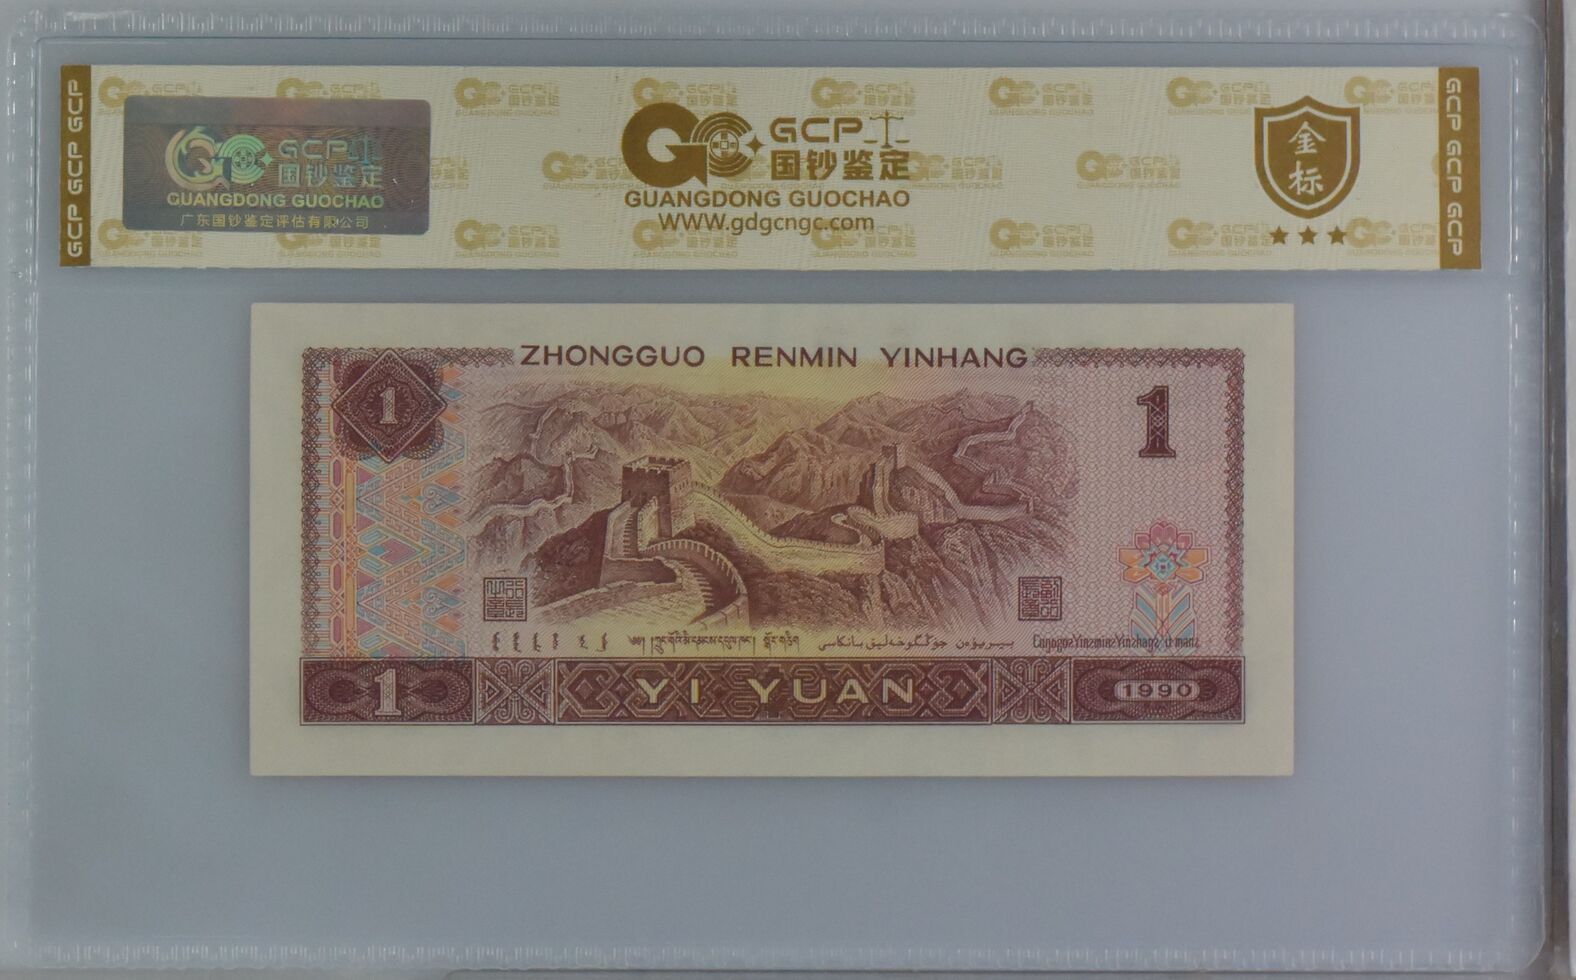 GCP GCP GCP
GCP 国钞鉴定
GUANGDONG GUOCHAO
广东国钞鉴定评估有限公司
GCP
国钞鉴定
GUANGDONG GUOCHAO
WWW.gdgcngc.com
金标
GCP GCP GCP
ZHONGGUO RENMIN YINHANG
1
1
1
YI YUAN
1990